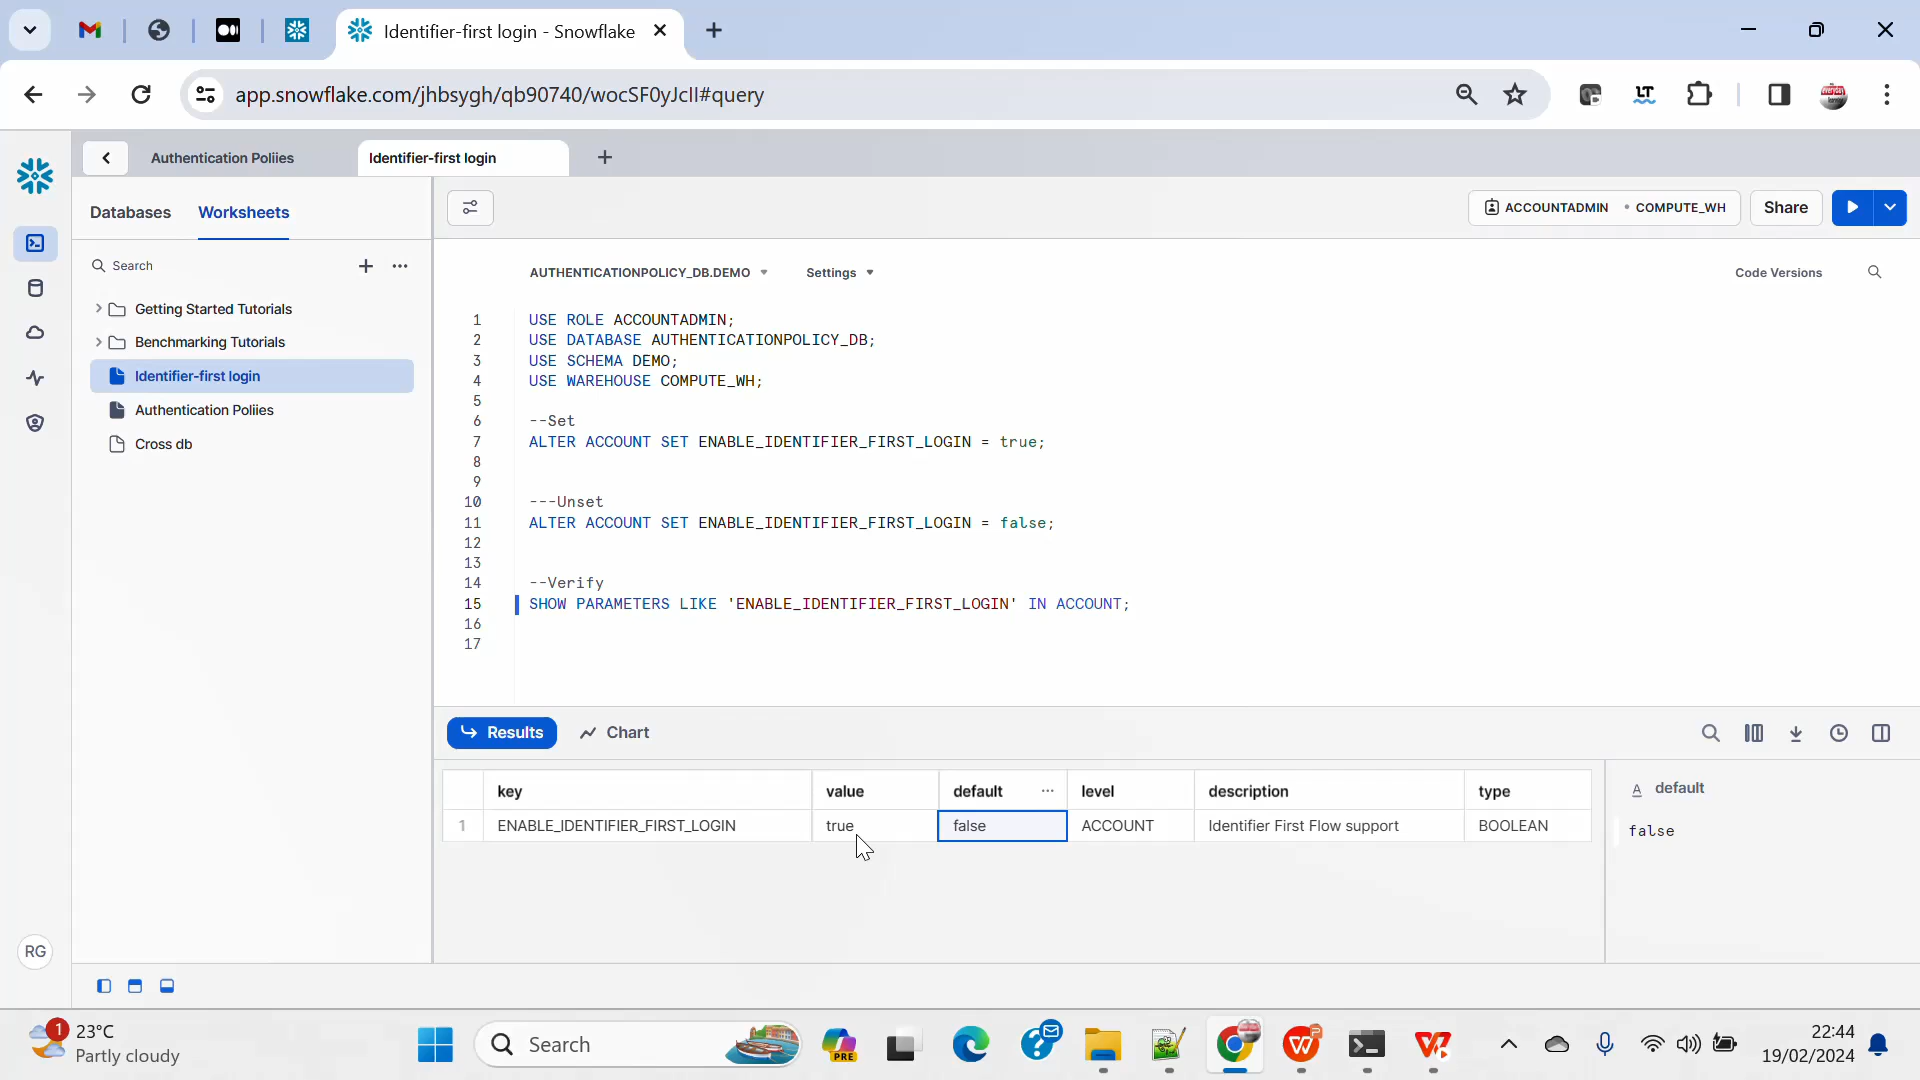 Identifier-first login - Snowflake
app.snowflake.com/jhbsygh/qb90740/wocSF0yJclI#query
LT
Authentication Poliies
Identifier-first login
Databases
Worksheets
ACCOUNTADMIN
COMPUTE_WH
Share
Search
AUTHENTICATIONPOLICY_DB.DEMO
Settings
Code Versions
Getting Started Tutorials
Benchmarking Tutorials
Identifier-first login
Authentication Poliies
Cross db
1 USE ROLE ACCOUNTADMIN;
2 USE DATABASE AUTHENTICATIONPOLICY_DB;
3 USE SCHEMA DEMO;
4 USE WAREHOUSE COMPUTE_WH;
5
6 --Set
7 ALTER ACCOUNT SET ENABLE_IDENTIFIER_FIRST_LOGIN = true;
8
9
10 ---Unset
11 ALTER ACCOUNT SET ENABLE_IDENTIFIER_FIRST_LOGIN = false;
12
13
14 --Verify
15 SHOW PARAMETERS LIKE 'ENABLE_IDENTIFIER_FIRST_LOGIN' IN ACCOUNT;
16
17
Results
Chart
key value default ... level description type
1 ENABLE_IDENTIFIER_FIRST_LOGIN true false ACCOUNT Identifier First Flow support BOOLEAN
A default
false
RG
1
23°C
Partly cloudy
Search
PRE
22:44
19/02/2024